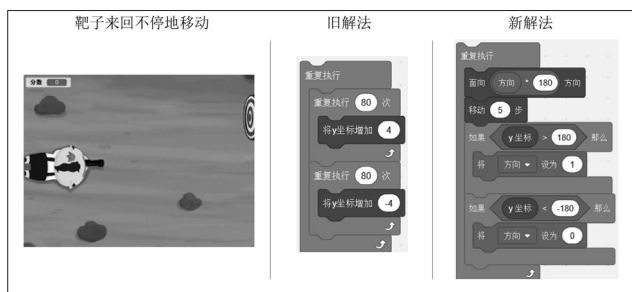 靶子来回不停地移动
旧解法
新解法
分数 0
重复执行
重复执行 80 次
将y坐标增加 4
重复执行 80 次
将y坐标增加 -4
重复执行
面向 方向 * 180 方向
移动 5 步
如果 y 坐标 > 180 那么
将 方向 设为 1
如果 y 坐标 < -180 那么
将 方向 设为 0